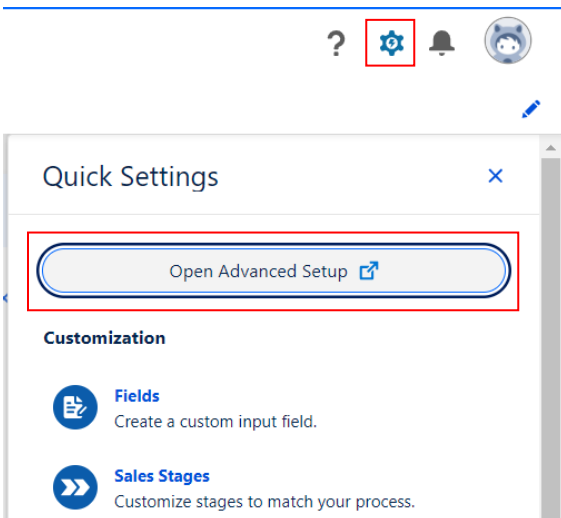 ?
Quick Settings
Open Advanced Setup
Customization
Fields
Create a custom input field.
Sales Stages
Customize stages to match your process.